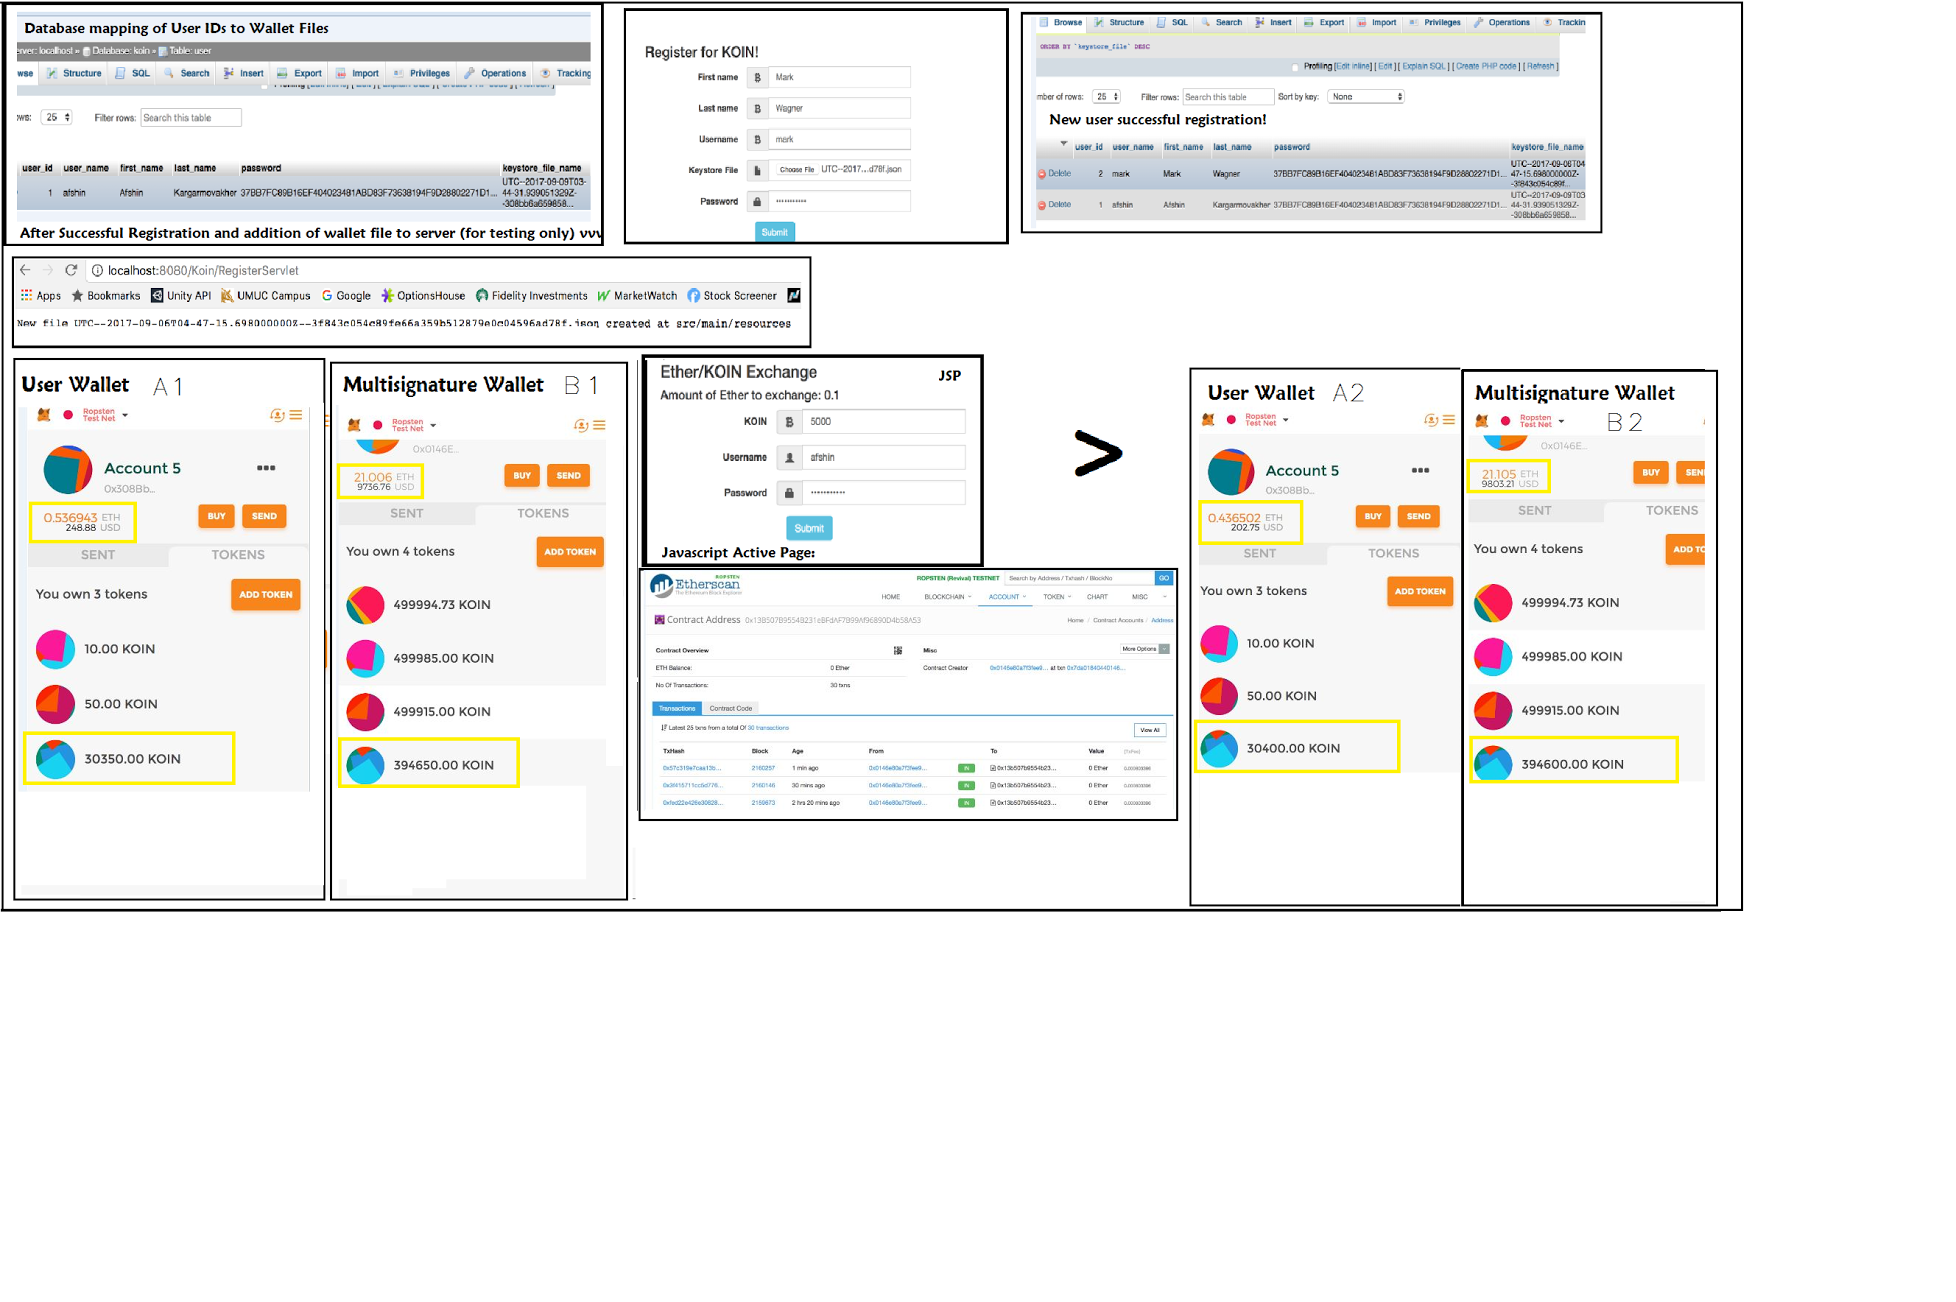 Database mapping of User IDs to Wallet Files
erver: localhost » Database: koin » Table: user
wse Structure SQL Search Insert Export Import Privileges Operations Tracking
ws: 25 Filter rows: Search this table
user_id user_name first_name last_name password keystore_file_name
1 afshin Afshin Kargarmovakher 37BB7FC89B16EF404023481ABD83F73638194F9D28802271D1... UTC--2017-09-09T03-
44-31.939051329Z-
-308bb6a659858...
After Successful Registration and addition of wallet file to server (for testing only) vvv
Register for KOIN!
First name Mark
Last name Wagner
Username mark
Keystore File Choose File UTC--2017...d78f.json
Password ···········
Submit
Browse Structure SQL Search Insert Export Import Privileges Operations Trackin
ORDER BY `keystore_file` DESC
Profiling [Edit inline] [ Edit ] [ Explain SQL ] [ Create PHP code ] [ Refresh ]
mber of rows: 25 Filter rows: Search this table Sort by key: None
New user successful registration!
user_id user_name first_name last_name password keystore_file_name
Delete 2 mark Mark Wagner 37BB7FC89B16EF404023481ABD83F73638194F9D28802271D1... UTC--2017-09-06T04
47-15.698000000Z-
-3f843c054c89f...
Delete 1 afshin Afshin Kargarmovakher 37BB7FC89B16EF404023481ABD83F73638194F9D28802271D1... UTC--2017-09-09T03
44-31.939051329Z-
-308bb6a659858...
localhost:8080/Koin/RegisterServlet
Apps Bookmarks Unity API UMUC Campus Google OptionsHouse Fidelity Investments MarketWatch Stock Screener
New file UTC--2017-09-06T04-47-15.698000000Z--3f843c054c89fe66a359b512879e0c04596ad78f.json created at src/main/resources
User Wallet A1
Ropsten
Test Net
Account 5
0x308Bb...
0.536943 ETH
248.88 USD
BUY SEND
SENT TOKENS
You own 3 tokens ADD TOKEN
10.00 KOIN
50.00 KOIN
30350.00 KOIN
Multisignature Wallet B1
Ropsten
Test Net
0x0146E...
21.006 ETH
9736.76 USD
BUY SEND
SENT TOKENS
You own 4 tokens ADD TOKEN
499994.73 KOIN
499985.00 KOIN
499915.00 KOIN
394650.00 KOIN
Ether/KOIN Exchange JSP
Amount of Ether to exchange: 0.1
KOIN 5000
Username afshin
Password ···········
Submit
Javascript Active Page:
ROPSTEN
Etherscan
The Ethereum Block Explorer
ROPSTEN (Revival) TESTNET Search by Address / Txhash / BlockNo GO
HOME BLOCKCHAIN ACCOUNT TOKEN CHART MISC
Contract Address 0x13B507B9554B231eBFdAF7B99Af96890D4b58A53
Home / Contract Accounts / Address
Contract Overview Misc More Options
ETH Balance: 0 Ether Contract Creator 0x0146e80a7f3fee9... at txn 0x7da01840440146...
No Of Transactions: 30 txns
Transactions Contract Code
Latest 25 txns from a total Of 30 transactions View All
TxHash Block Age From To Value [TxFee]
0x57c319e7caa13b... 2160257 1 min ago 0x0146e80a7f3fee9... IN 0x13b507b9554b23... 0 Ether
0x3f415711cc5d776... 2160146 30 mins ago 0x0146e80a7f3fee9... IN 0x13b507b9554b23... 0 Ether
0xfed22e426e30628... 2159673 2 hrs 20 mins ago 0x0146e80a7f3fee9... IN 0x13b507b9554b23... 0 Ether
>
User Wallet A2
Ropsten
Test Net
Account 5
0x308Bb...
0.436502 ETH
202.75 USD
BUY SEND
SENT TOKENS
You own 3 tokens ADD TOKEN
10.00 KOIN
50.00 KOIN
30400.00 KOIN
Multisignature Wallet
B2
Ropsten
Test Net
0x0146E...
21.105 ETH
9803.21 USD
BUY SEN
SENT TOKENS
You own 4 tokens ADD TO
499994.73 KOIN
499985.00 KOIN
499915.00 KOIN
394600.00 KOIN